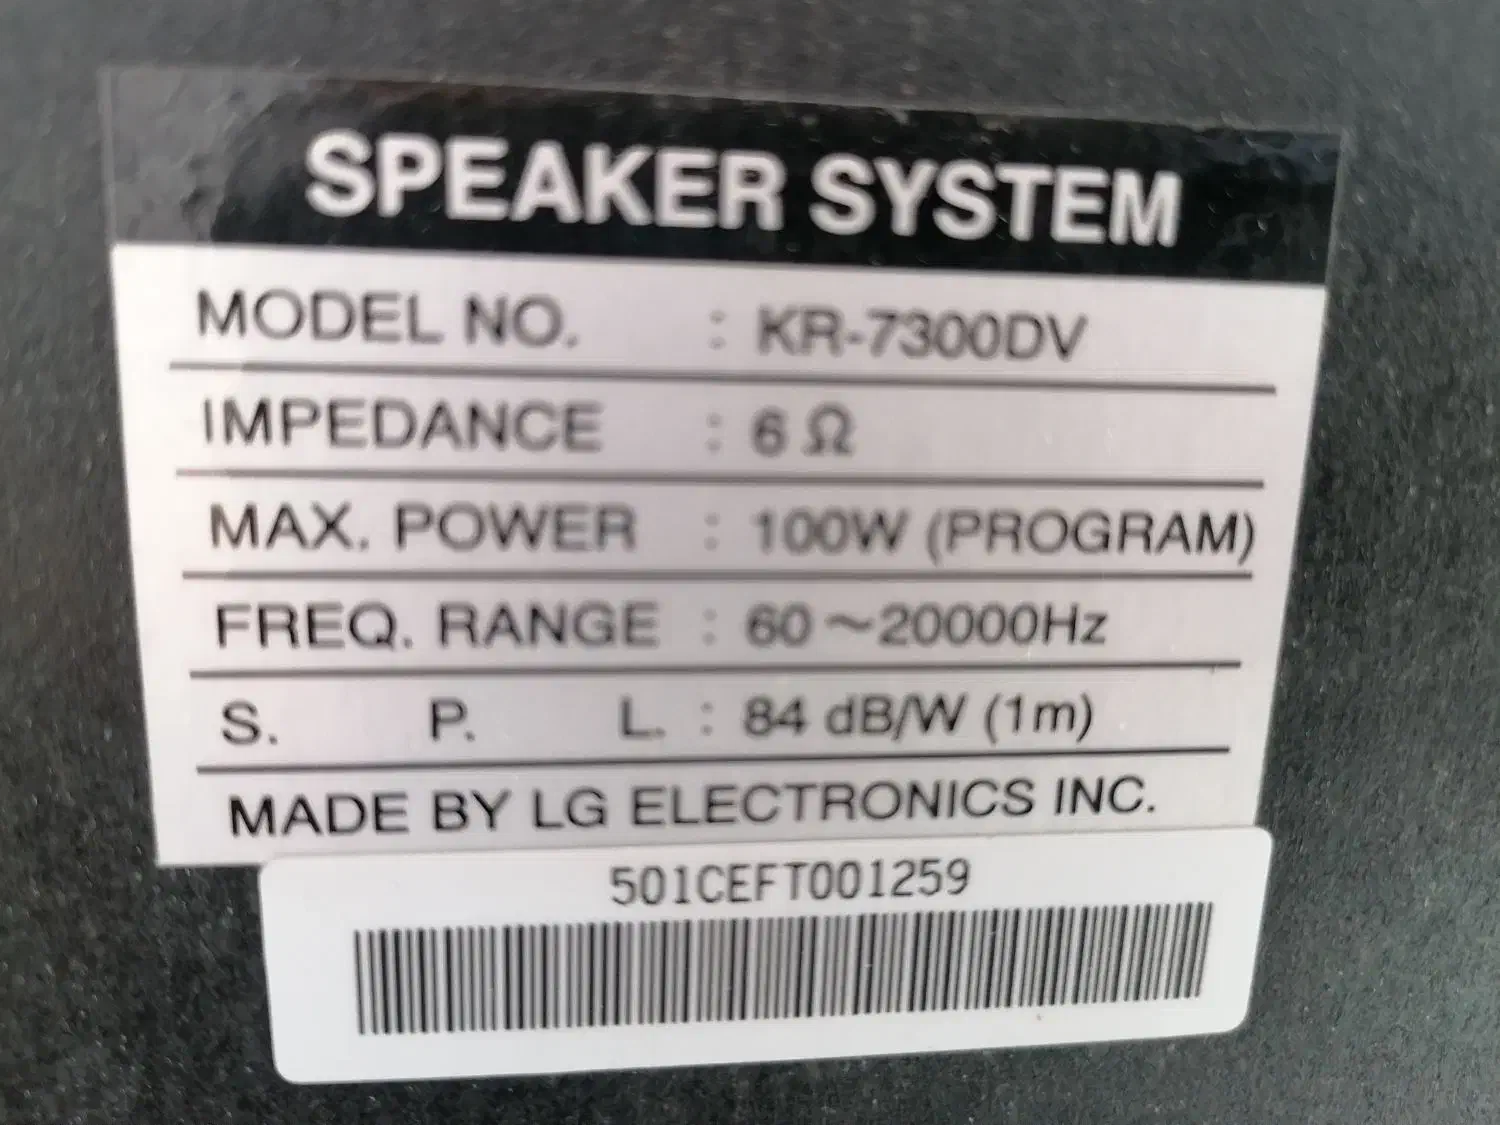 SPEAKER SYSTEM
MODEL NO. : KR-7300DV
IMPEDANCE : 6 Ω
MAX. POWER : 100W (PROGRAM)
FREQ. RANGE : 60～20000Hz
S. P. L. : 84 dB/W (1m)
MADE BY LG ELECTRONICS INC.
501CEFT001259